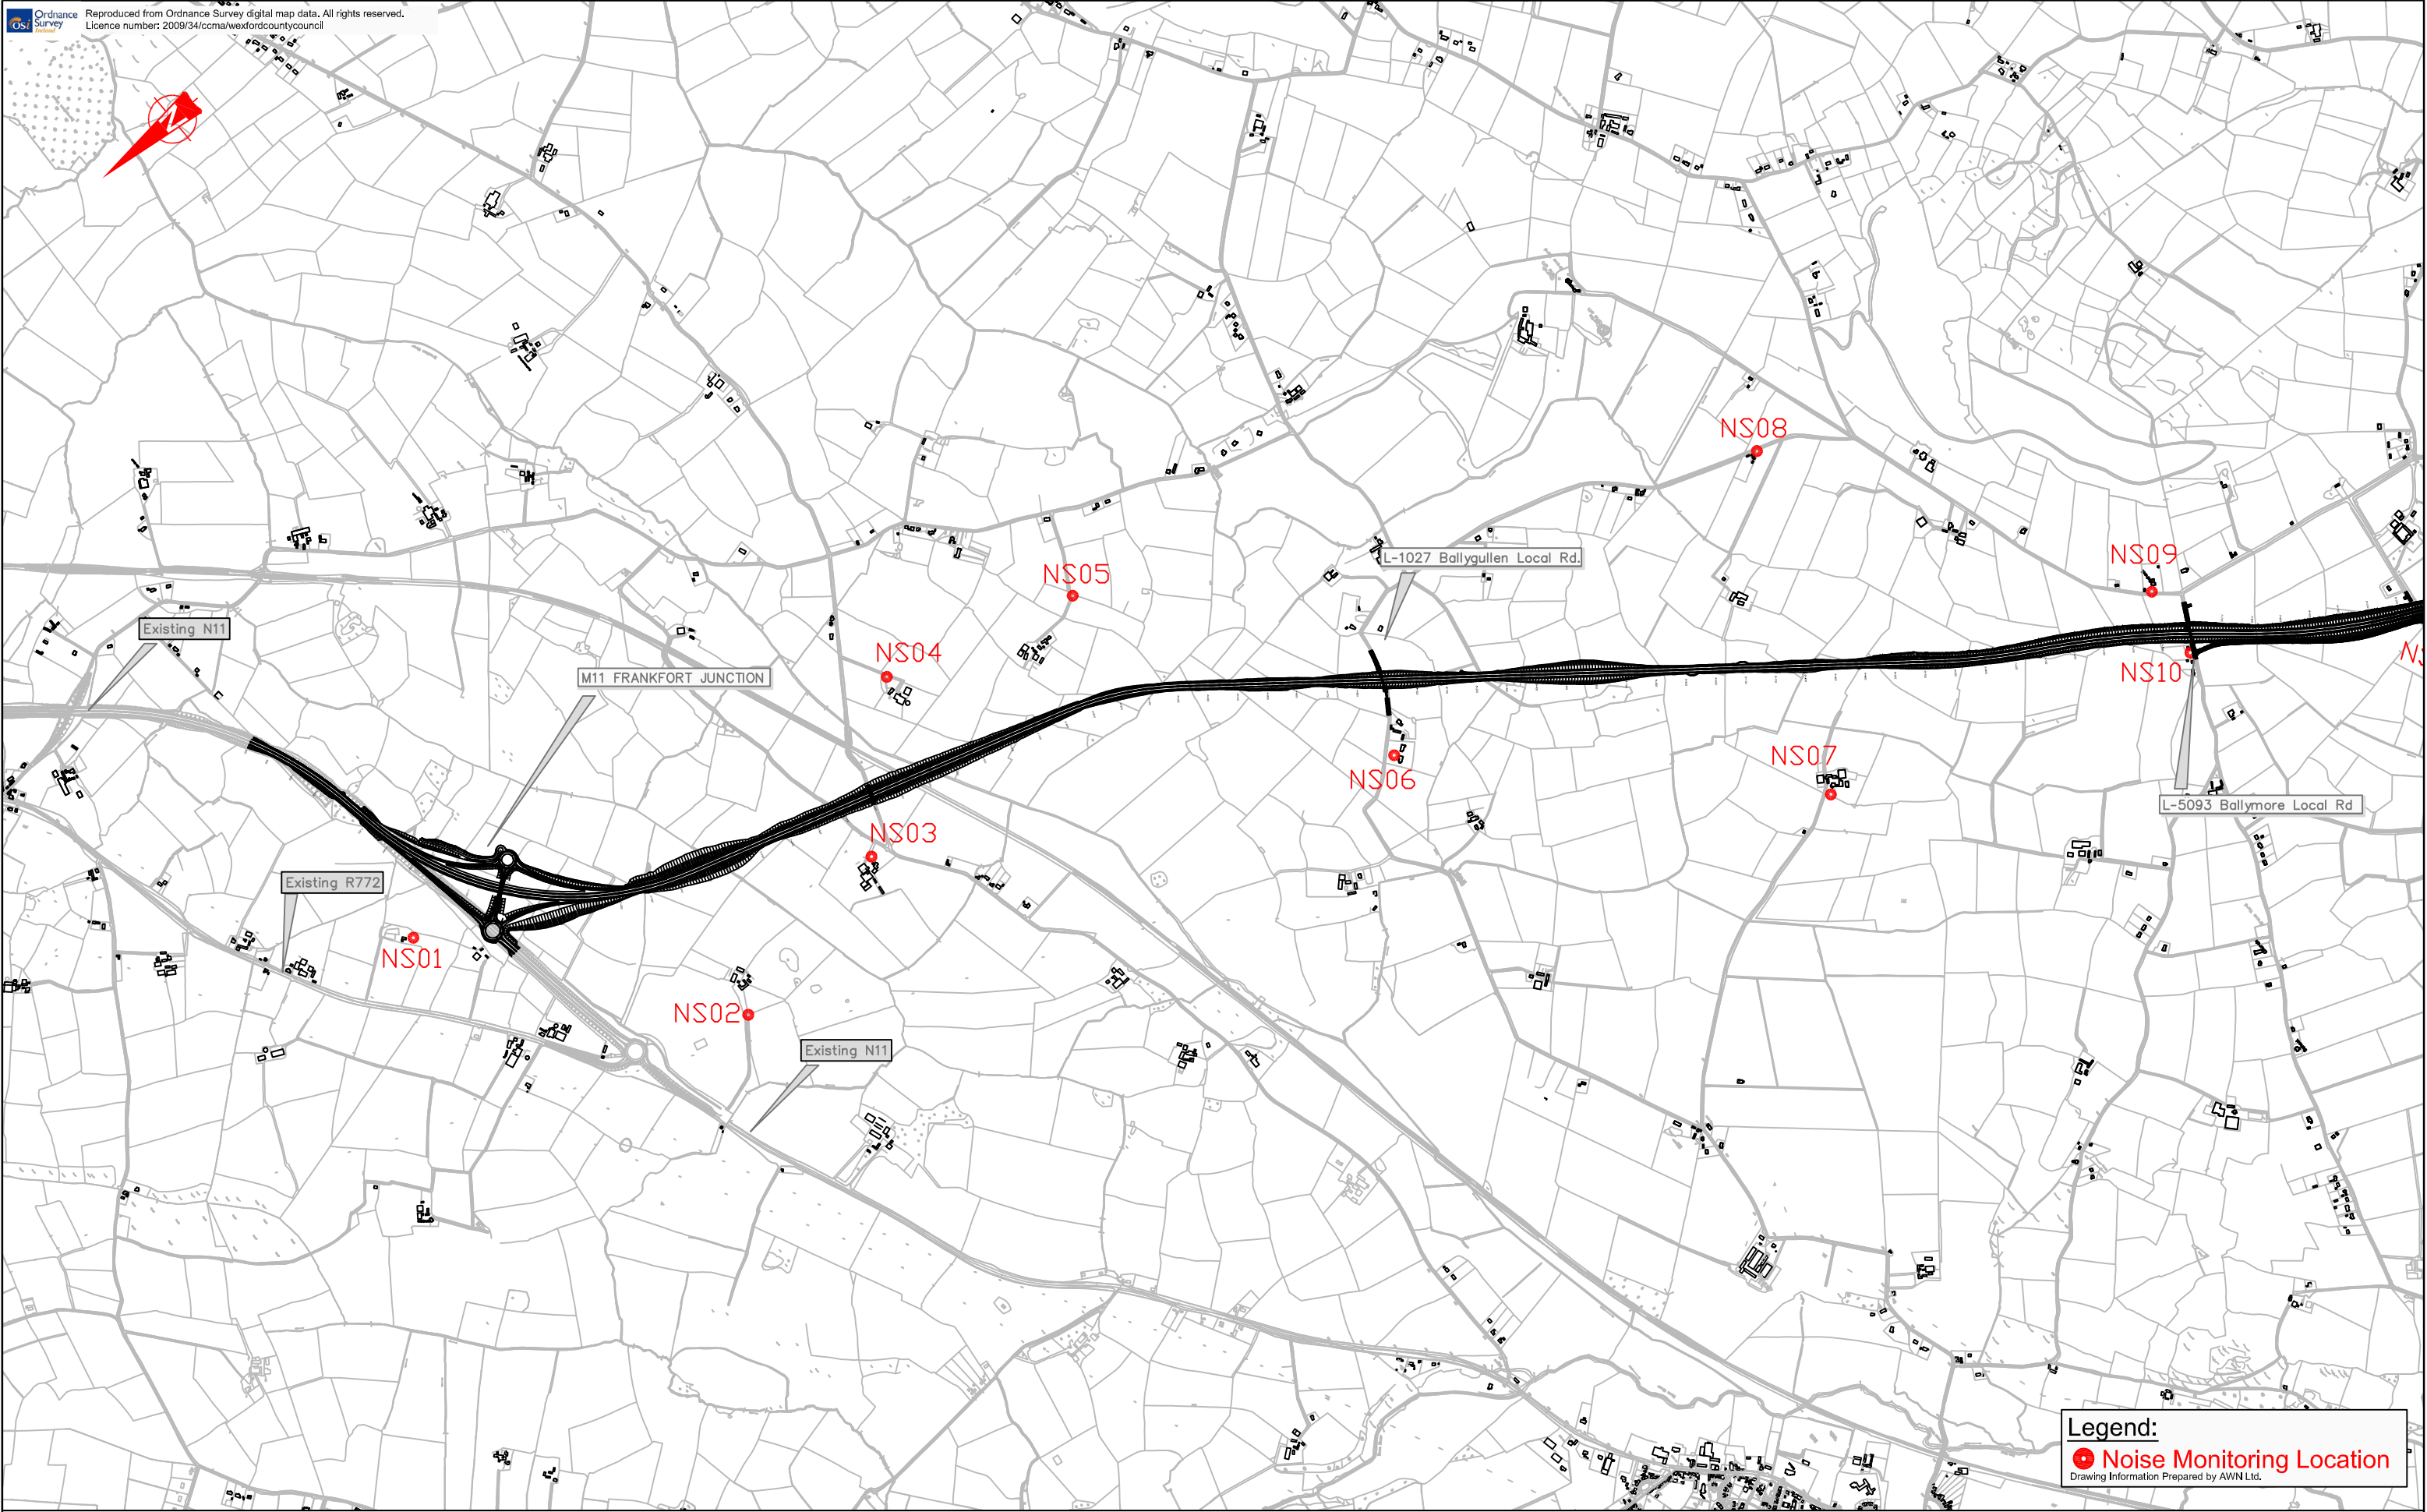 Ordnance
Survey
Ireland
osi
Reproduced from Ordnance Survey digital map data. All rights reserved.
Licence number: 2009/34/ccma/wexfordcountycouncil
N
NS08
L-1027 Ballygullen Local Rd.
NS09
NS05
Existing N11
NS04
M11 FRANKFORT JUNCTION
NS10
NS07
NS06
L-5093 Ballymore Local Rd
NS03
Existing R772
NS01
NS02
Existing N11
Legend:
Noise Monitoring Location
Drawing Information Prepared by AWN Ltd.